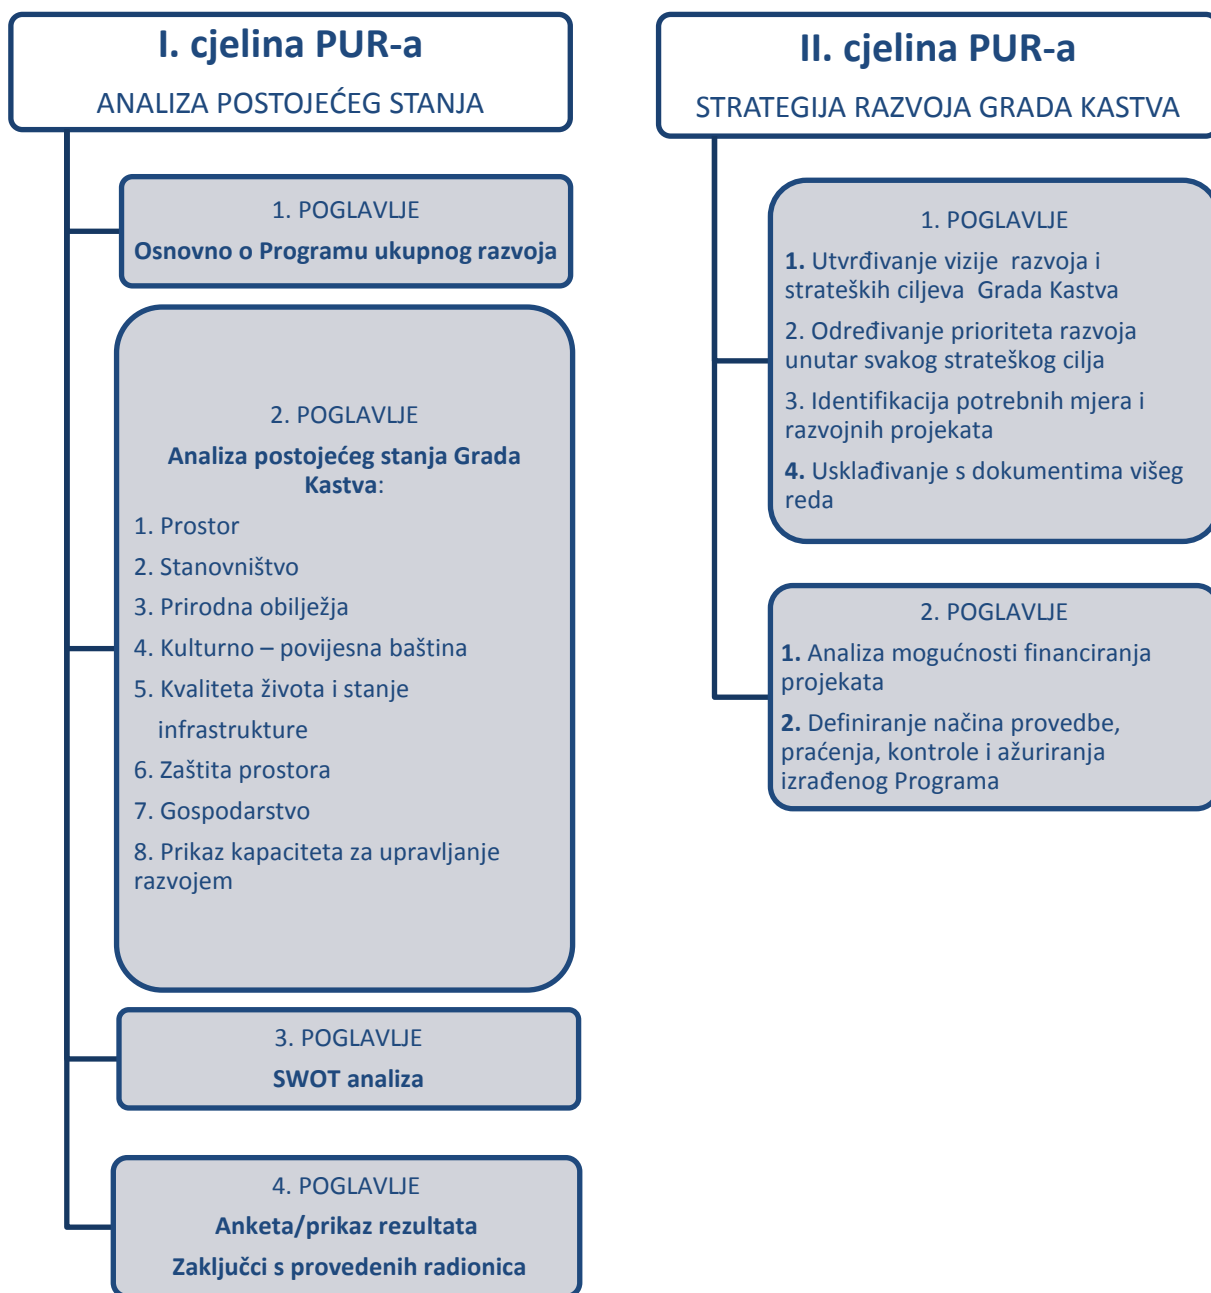 I. cjelina PUR-a
ANALIZA POSTOJEĆEG STANJA
1. POGLAVLJE
Osnovno o Programu ukupnog razvoja
2. POGLAVLJE
Analiza postojećeg stanja Grada
Kastva:
1. Prostor
2. Stanovništvo
3. Prirodna obilježja
4. Kulturno – povijesna baština
5. Kvaliteta života i stanje
infrastrukture
6. Zaštita prostora
7. Gospodarstvo
8. Prikaz kapaciteta za upravljanje
razvojem
3. POGLAVLJE
SWOT analiza
4. POGLAVLJE
Anketa/prikaz rezultata
Zaključci s provedenih radionica
II. cjelina PUR-a
STRATEGIJA RAZVOJA GRADA KASTVA
1. POGLAVLJE
1. Utvrđivanje vizije razvoja i
strateških ciljeva Grada Kastva
2. Određivanje prioriteta razvoja
unutar svakog strateškog cilja
3. Identifikacija potrebnih mjera i
razvojnih projekata
4. Usklađivanje s dokumentima višeg
reda
2. POGLAVLJE
1. Analiza mogućnosti financiranja
projekata
2. Definiranje načina provedbe,
praćenja, kontrole i ažuriranja
izrađenog Programa